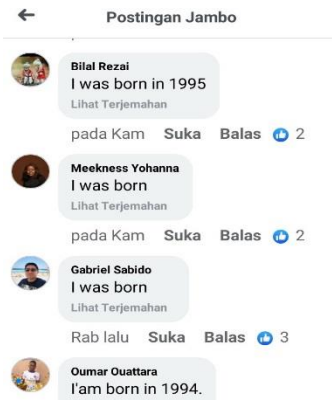 Postingan Jambo
Bilal Rezai
I was born in 1995
Lihat Terjemahan
pada Kam Suka Balas 2
Meekness Yohanna
I was born
Lihat Terjemahan
pada Kam Suka Balas 2
Gabriel Sabido
I was born
Lihat Terjemahan
Rab lalu Suka Balas 3
Oumar Ouattara
I'am born in 1994.